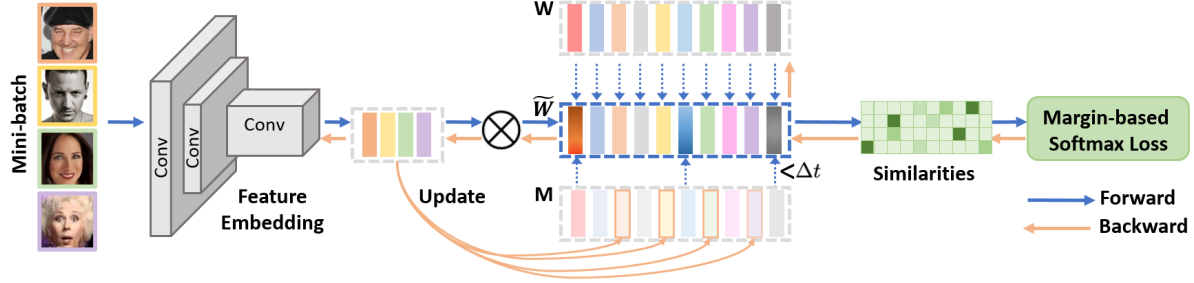 Mini-batch
Conv
Conv
Conv
Feature
Embedding
Update
W
W̃
M
<Δt
Similarities
Margin-based
Softmax Loss
Forward
Backward